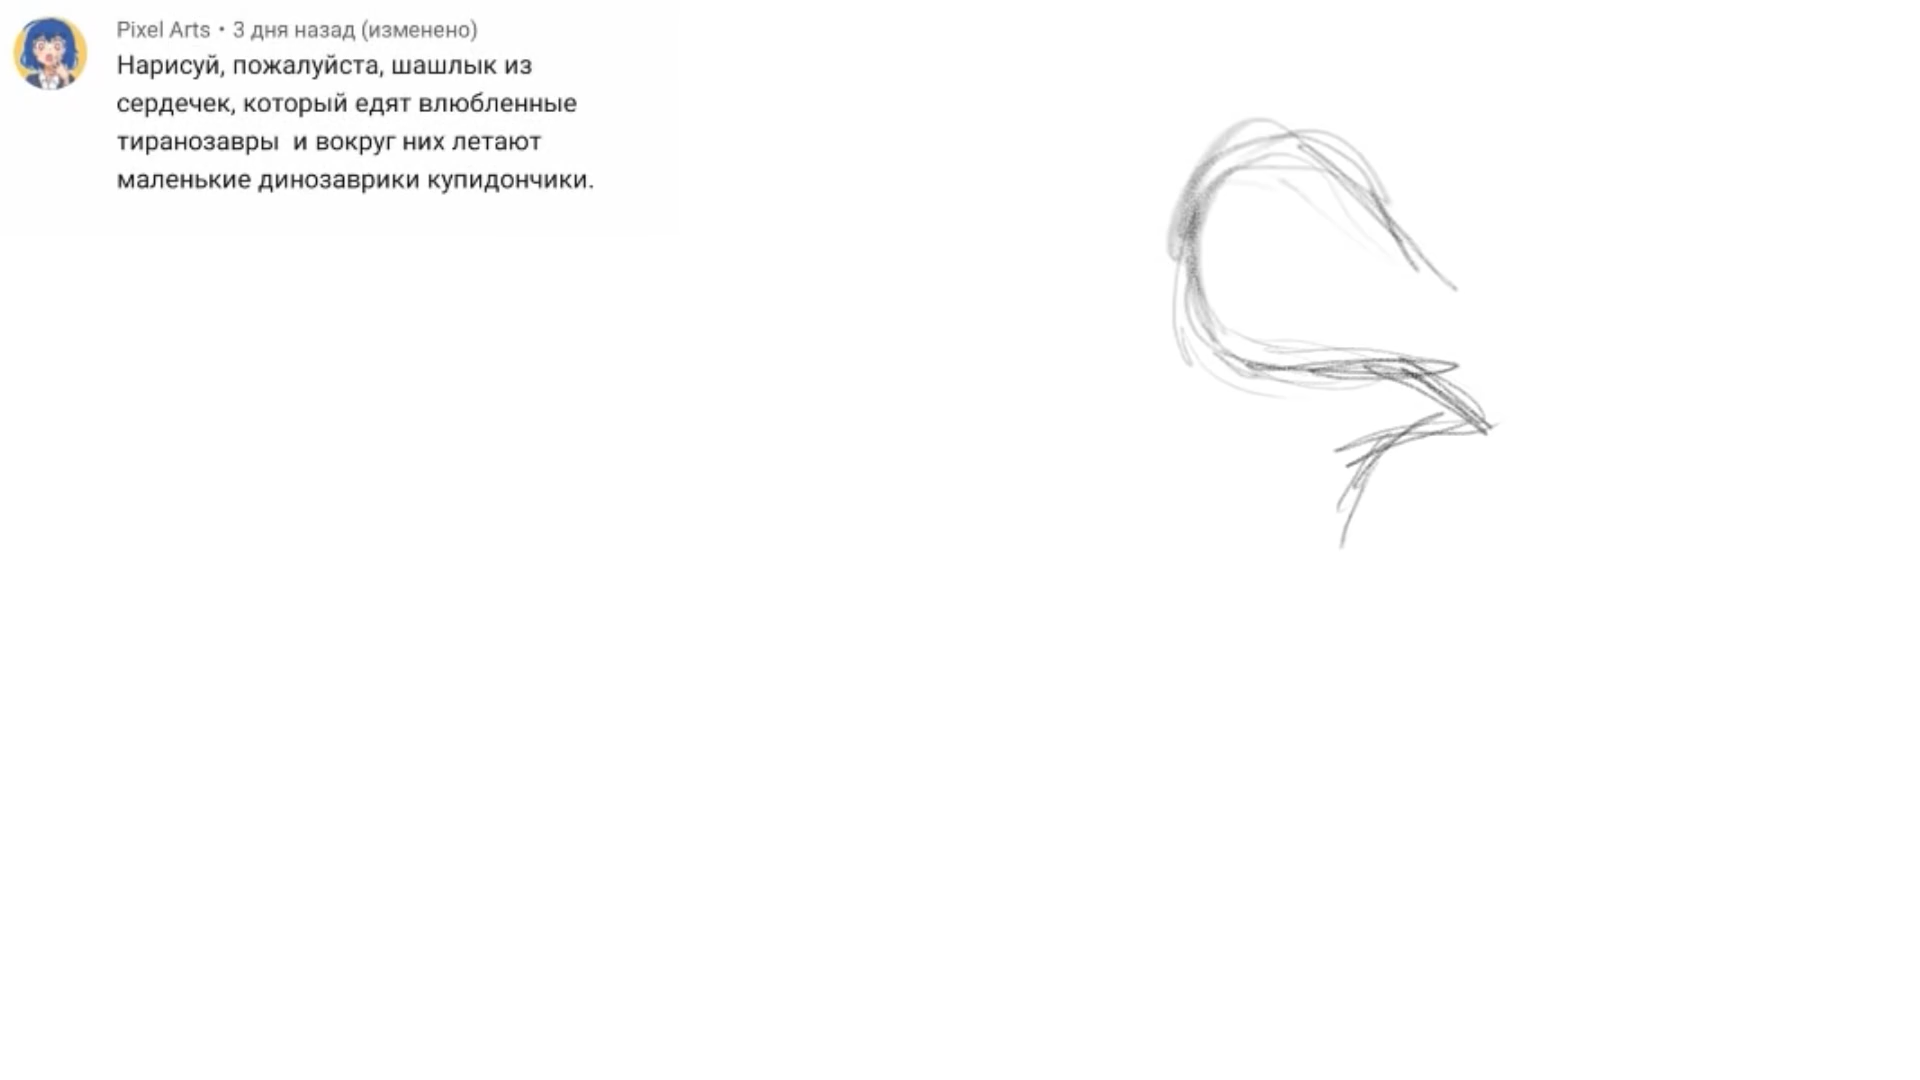 Pixel Arts • 3 дня назад (изменено)
Нарисуй, пожалуйста, шашлык из
сердечек, который едят влюбленные
тиранозавры  и вокруг них летают
маленькие динозаврики купидончики.